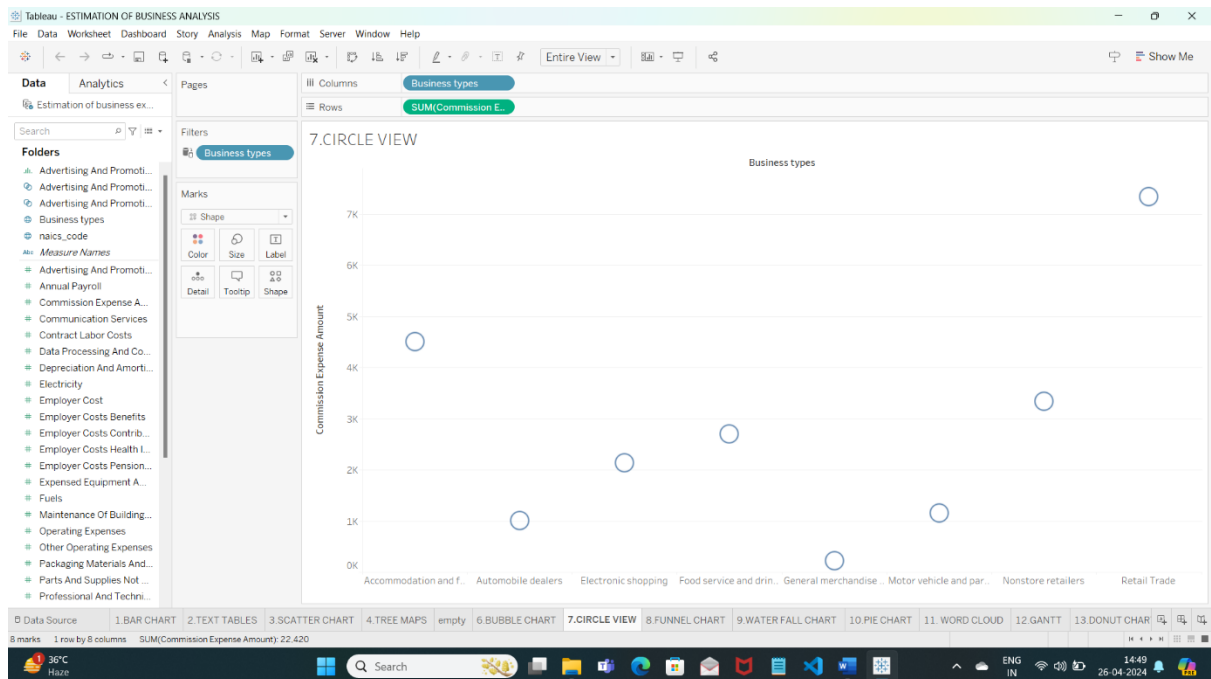 Tableau - ESTIMATION OF BUSINESS ANALYSIS
File Data Worksheet Dashboard Story Analysis Map Format Server Window Help
Entire View
Show Me
Data Analytics
Estimation of business ex...
Search
Folders
Advertising And Promoti...
Advertising And Promoti...
Advertising And Promoti...
Business types
naics_code
Abc Measure Names
# Advertising And Promoti...
# Annual Payroll
# Commission Expense A...
# Communication Services
# Contract Labor Costs
# Data Processing And Co...
# Depreciation And Amorti...
# Electricity
# Employer Cost
# Employer Costs Benefits
# Employer Costs Contrib...
# Employer Costs Health I...
# Employer Costs Pension...
# Expensed Equipment A...
# Fuels
# Maintenance Of Building...
# Operating Expenses
# Other Operating Expenses
# Packaging Materials And...
# Parts And Supplies Not ...
# Professional And Techni...
Pages
Filters
Business types
Marks
Shape
Color Size Label
Detail Tooltip Shape
Columns Business types
Rows SUM(Commission E..
7.CIRCLE VIEW
Business types
Commission Expense Amount
7K
6K
5K
4K
3K
2K
1K
0K
Accommodation and f.. Automobile dealers Electronic shopping Food service and drin.. General merchandise .. Motor vehicle and par.. Nonstore retailers Retail Trade
Data Source 1.BAR CHART 2.TEXT TABLES 3.SCATTER CHART 4.TREE MAPS empty 6.BUBBLE CHART 7.CIRCLE VIEW 8.FUNNEL CHART 9.WATER FALL CHART 10.PIE CHART 11. WORD CLOUD 12.GANTT 13.DONUT CHAR
8 marks 1 row by 8 columns SUM(Commission Expense Amount): 22.420
1
36°C
Haze
Search
ENG
IN
14:49
26-04-2024